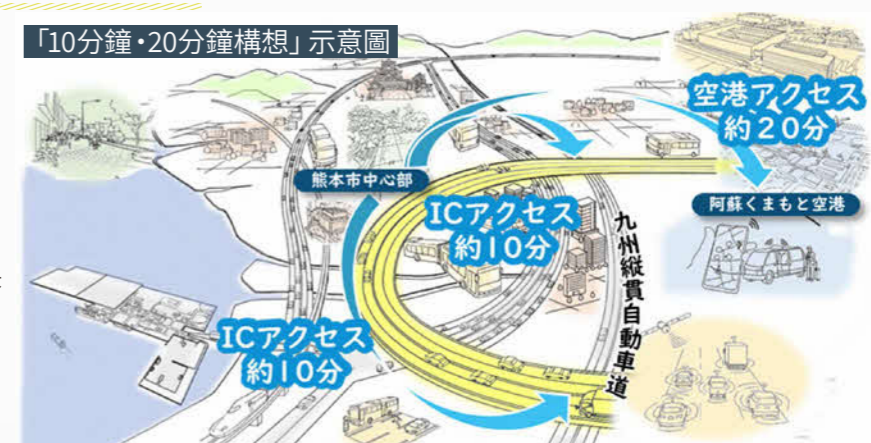 「10分鐘・20分鐘構想」示意圖
空港アクセス
約20分
熊本市中心部
阿蘇くまもと空港
ICアクセス
約10分
九州縦貫自動車道
ICアクセス
約10分